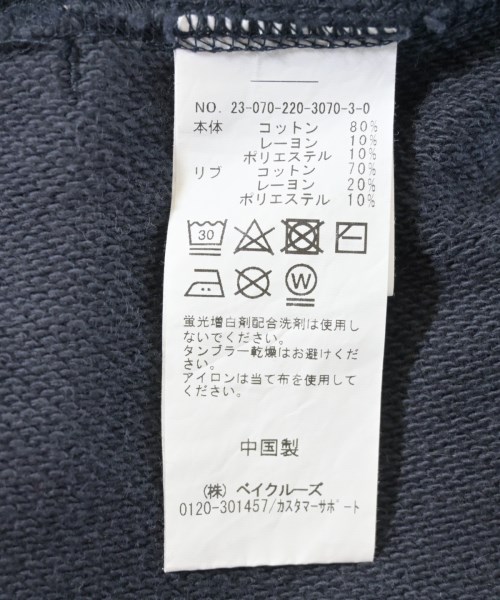 NO. 23-070-220-3070-3-0
本体 コットン 80%
レーヨン 10%
ポリエステル 10%
リブ コットン 70%
レーヨン 20%
ポリエステル 10%
30
W
蛍光増白剤配合洗剤は使用し
ないでください。
タンブラー乾燥はお避けくだ
さい。
アイロンは当て布を使用して
ください。
中国製
(株) ベイクルーズ
0120-301457/カスタマーサポート